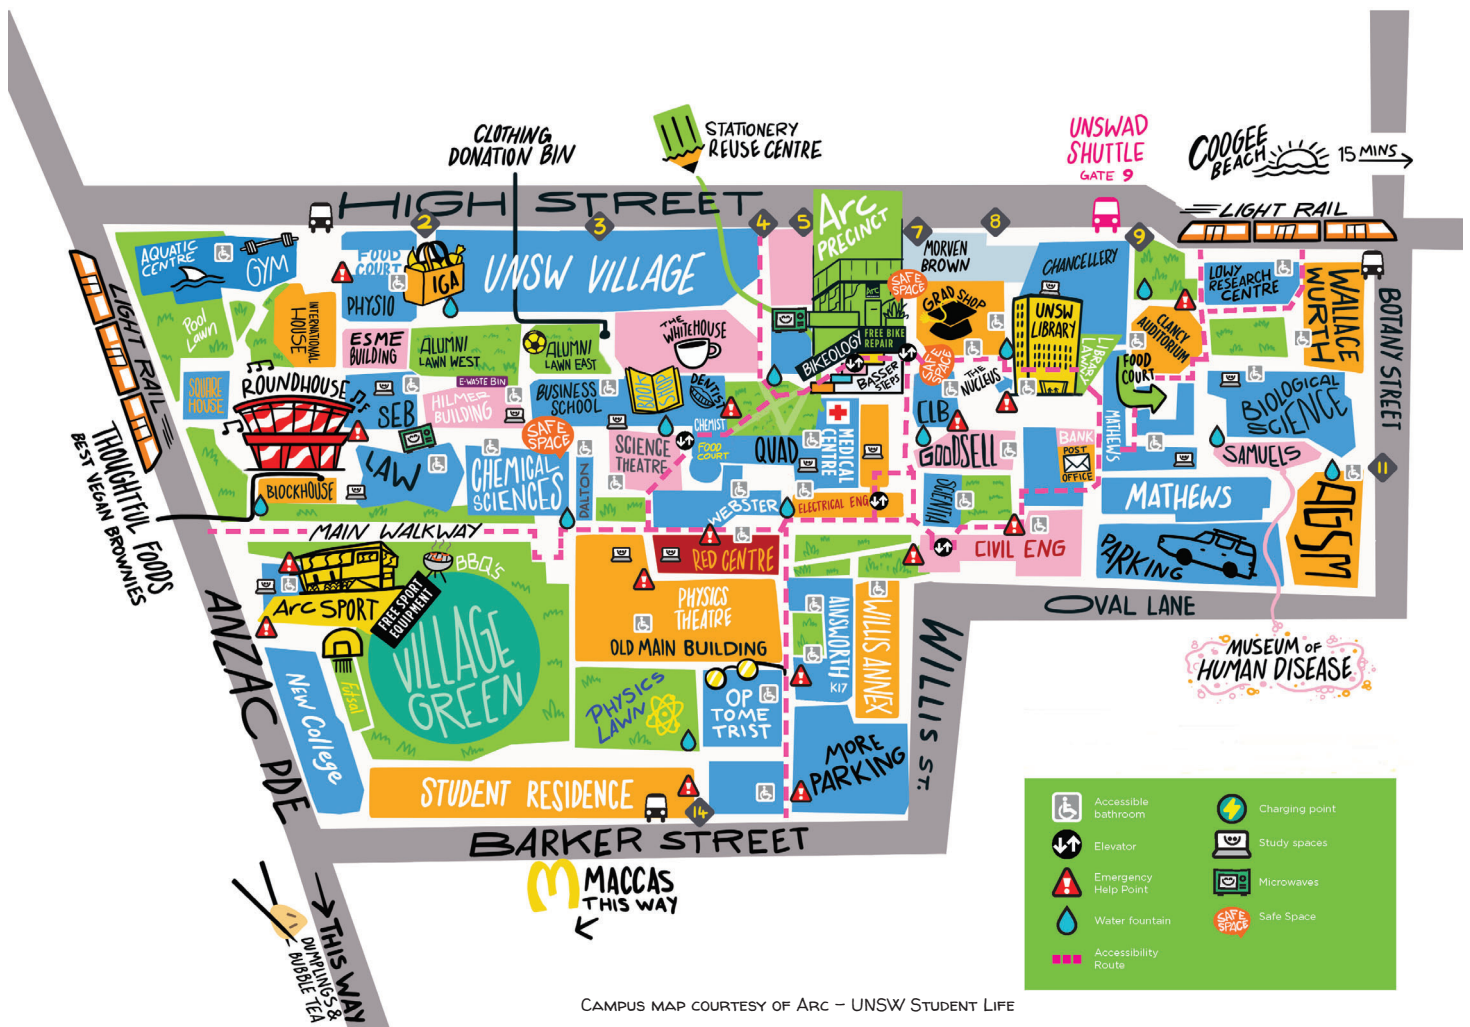 CLOTHING
DONATION BIN
STATIONERY
REUSE CENTRE
UNSWAD
SHUTTLE
GATE 9
COOGEE
BEACH
15 MINS
HIGH STREET
LIGHT RAIL
2
3
4
5
7
8
9
Arc
PRECINCT
Arc
AQUATIC
CENTRE
GYM
FOOD
COURT
IGA
PHYSIO
UNSW VILLAGE
MORVEN
BROWN
CHANCELLERY
SAFE
SPACE
GRAD SHOP
UNSW
LIBRARY
LIBRARY
LAWN
LOWY
RESEARCH
CENTRE
WALLACE
WURTH
BOTANY STREET
CLANCY
AUDITORIUM
FOOD
COURT
LIGHT RAIL
Pool
Lawn
INTERNATIONAL
HOUSE
ESME
BUILDING
ALUMNI
LAWN WEST
ALUMNI
LAWN EAST
THE
WHITEHOUSE
BIKEOLOGY
FREE BIKE
REPAIR
BASSER
STEPS
SAFE
SPACE
THE
NUCLEUS
SQUARE
HOUSE
ROUNDHOUSE
SEB
E-WASTE BIN
HILMER
BUILDING
BUSINESS
SCHOOL
DENTIST
CHEMIST
FOOD
COURT
SAFE
SPACE
SCIENCE
THEATRE
QUAD
MEDICAL
CENTRE
CLB
GOODSELL
BANK
POST
OFFICE
MATHEWS
BIOLOGICAL
SCIENCE
SAMUELS
11
AGSM
THOUGHTFUL FOODS
BEST VEGAN BROWNIES
LAW
BLOCKHOUSE
CHEMICAL
SCIENCES
DALTON
WEBSTER
ELECTRICAL ENG
SQUENTIA
MATHEWS
MAIN WALKWAY
RED CENTRE
CIVIL ENG
PARKING
OVAL LANE
Arc SPORT
BBQ'S
FREE SPORT
EQUIPMENT
VILLAGE
GREEN
PHYSICS
THEATRE
OLD MAIN BUILDING
AINSWORTH
K17
WILLIS ANNEX
WILLIS ST.
MUSEUM OF
HUMAN DISEASE
ANZAC PDE
New College
Futsal
PHYSICS
LAWN
OP
TOME
TRIST
MORE
PARKING
STUDENT RESIDENCE
14
BARKER STREET
MACCAS
THIS WAY
THIS WAY
DUMPLINGS &
BUBBLE TEA
Accessible
bathroom
Elevator
Emergency
Help Point
Water fountain
Accessibility
Route
Charging point
Study spaces
Microwaves
SAFE
SPACE
Safe Space
CAMPUS MAP COURTESY OF ARC – UNSW STUDENT LIFE